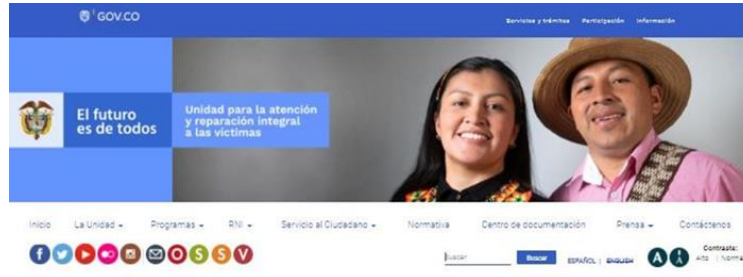 GOV.CO
Servicios y trámites Participación Información
El futuro
es de todos
Unidad para la atención
y reparación integral
a las víctimas
Inicio La Unidad Programas RNI Servicio al Ciudadano Normativa Centro de documentación Prensa Contáctenos
Buscar Buscar ESPAÑOL | ENGLISH A A Contraste:
Alto | Norma